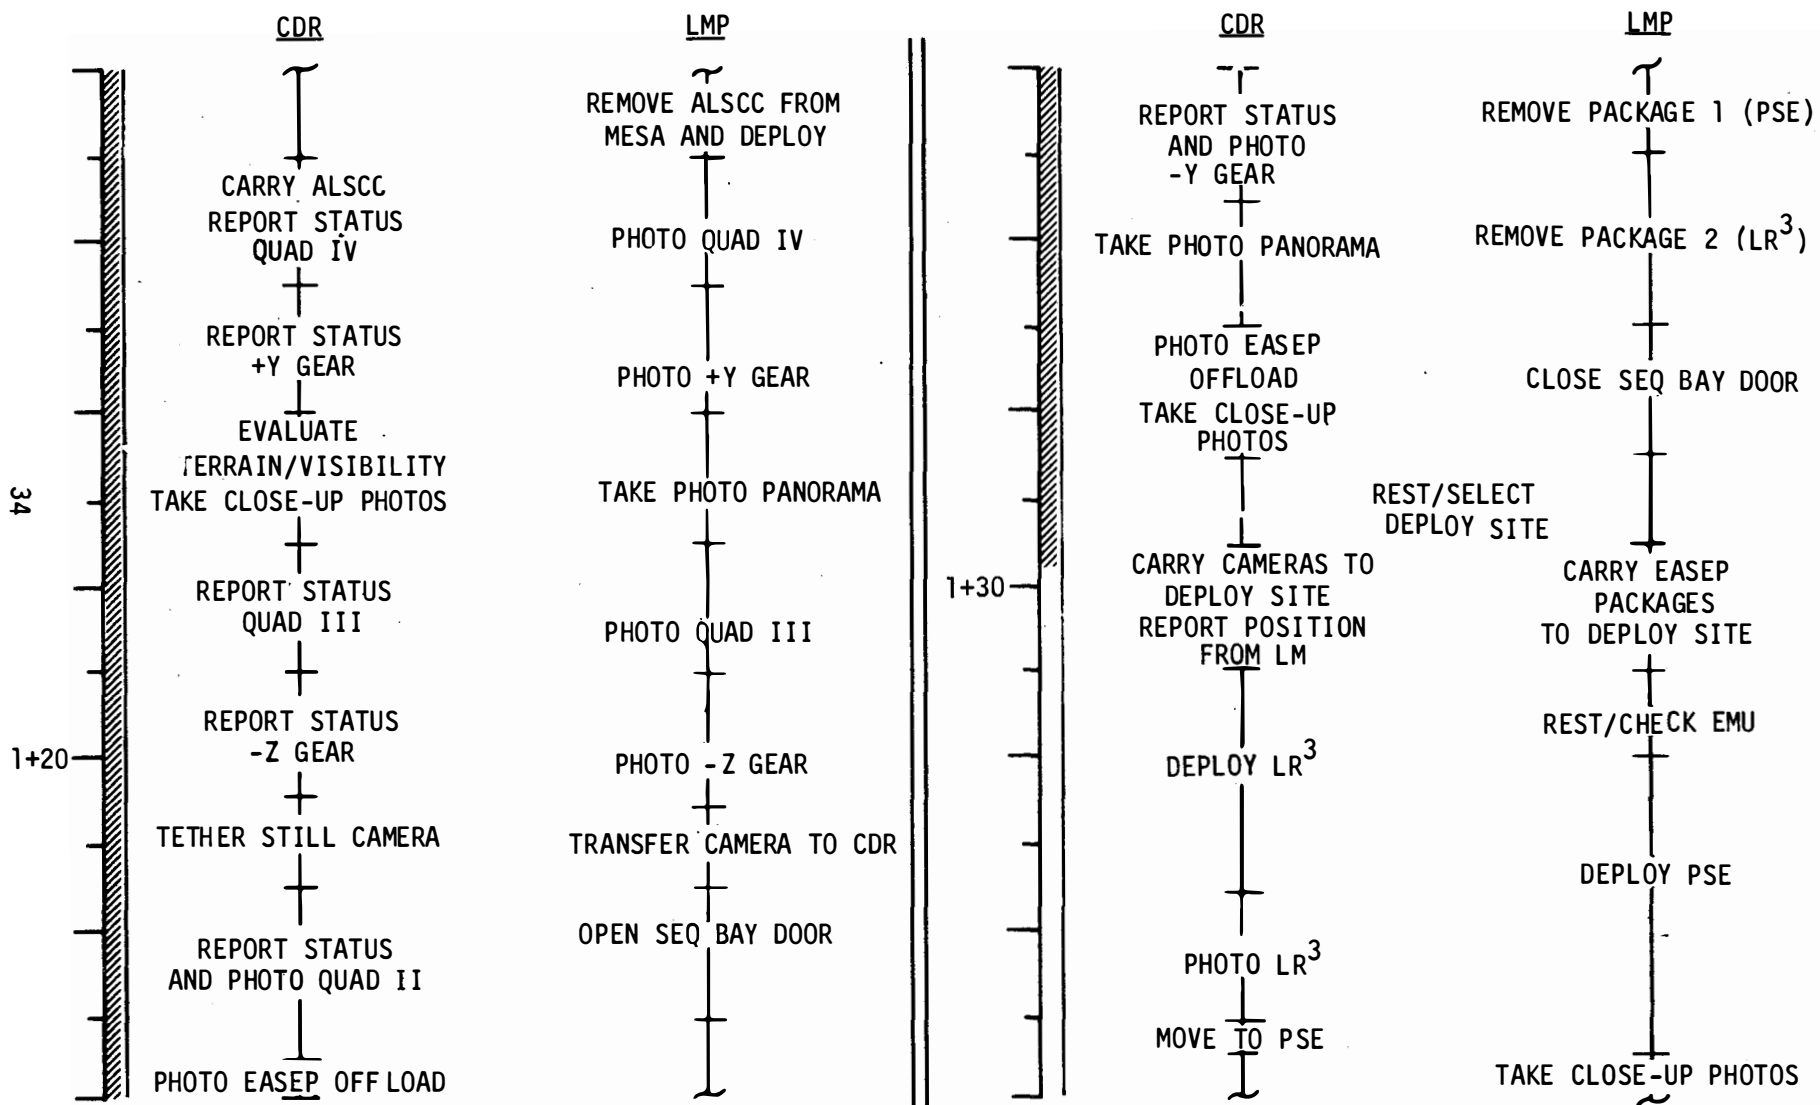 CDR
LMP
REMOVE ALSCC FROM
MESA AND DEPLOY
CARRY ALSCC
REPORT STATUS
QUAD IV
PHOTO QUAD IV
REPORT STATUS
+Y GEAR
PHOTO +Y GEAR
EVALUATE
TERRAIN/VISIBILITY
TAKE CLOSE-UP PHOTOS
TAKE PHOTO PANORAMA
34
REPORT STATUS
QUAD III
PHOTO QUAD III
REPORT STATUS
-Z GEAR
1+20
PHOTO -Z GEAR
TETHER STILL CAMERA
TRANSFER CAMERA TO CDR
OPEN SEQ BAY DOOR
REPORT STATUS
AND PHOTO QUAD II
PHOTO EASEP OFFLOAD
CDR
LMP
REPORT STATUS
AND PHOTO
-Y GEAR
REMOVE PACKAGE 1 (PSE)
TAKE PHOTO PANORAMA
REMOVE PACKAGE 2 (LR³)
PHOTO EASEP
OFFLOAD
TAKE CLOSE-UP
PHOTOS
CLOSE SEQ BAY DOOR
REST/SELECT
DEPLOY SITE
1+30
CARRY CAMERAS TO
DEPLOY SITE
REPORT POSITION
FROM LM
CARRY EASEP
PACKAGES
TO DEPLOY SITE
REST/CHECK EMU
DEPLOY LR³
DEPLOY PSE
PHOTO LR³
MOVE TO PSE
TAKE CLOSE-UP PHOTOS